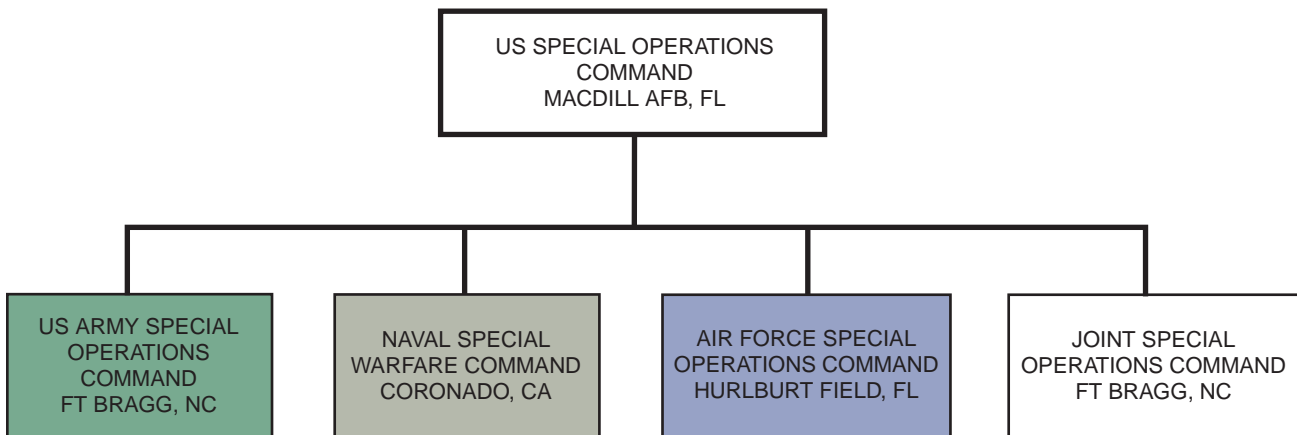 US SPECIAL OPERATIONS
COMMAND
MACDILL AFB, FL
US ARMY SPECIAL
OPERATIONS
COMMAND
FT BRAGG, NC
NAVAL SPECIAL
WARFARE COMMAND
CORONADO, CA
AIR FORCE SPECIAL
OPERATIONS COMMAND
HURLBURT FIELD, FL
JOINT SPECIAL
OPERATIONS COMMAND
FT BRAGG, NC